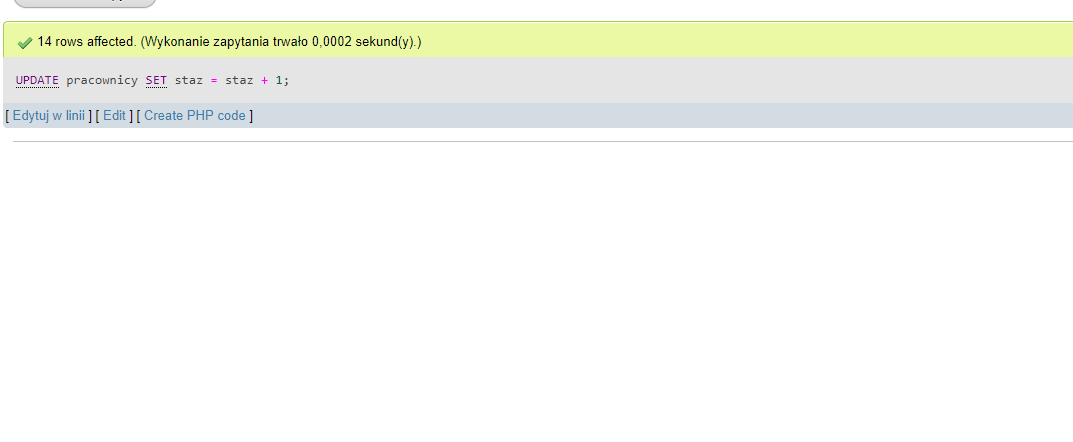 14 rows affected. (Wykonanie zapytania trwało 0,0002 sekund(y).)
UPDATE pracownicy SET staz = staz + 1;
[ Edytuj w linii ] [ Edit ] [ Create PHP code ]